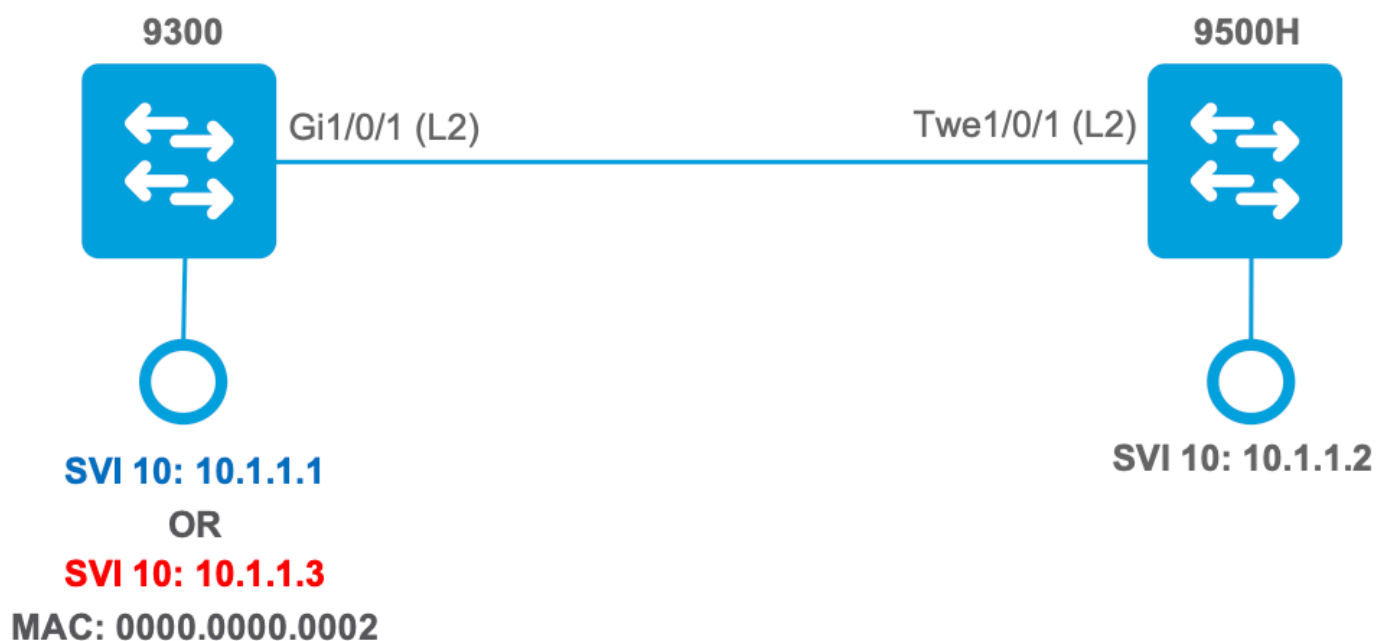 9300
9500H
Gi1/0/1 (L2)
Twe1/0/1 (L2)
SVI 10: 10.1.1.1
OR
SVI 10: 10.1.1.3
MAC: 0000.0000.0002
SVI 10: 10.1.1.2